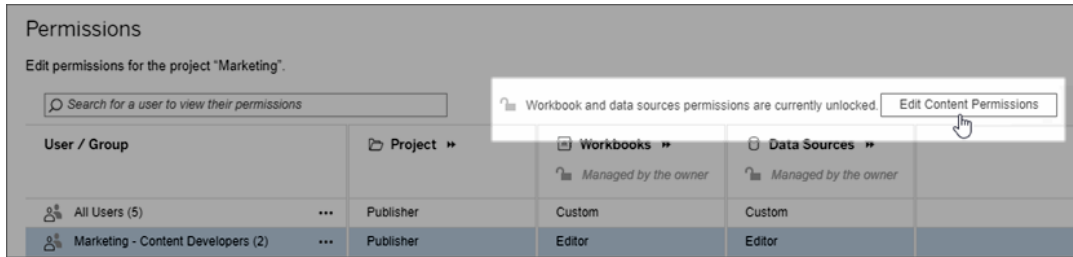 Permissions
Edit permissions for the project “Marketing”.
Search for a user to view their permissions
Workbook and data sources permissions are currently unlocked. Edit Content Permissions
User / Group Project Workbooks Data Sources
Managed by the owner Managed by the owner
All Users (5) ... Publisher Custom Custom
Marketing - Content Developers (2) ... Publisher Editor Editor